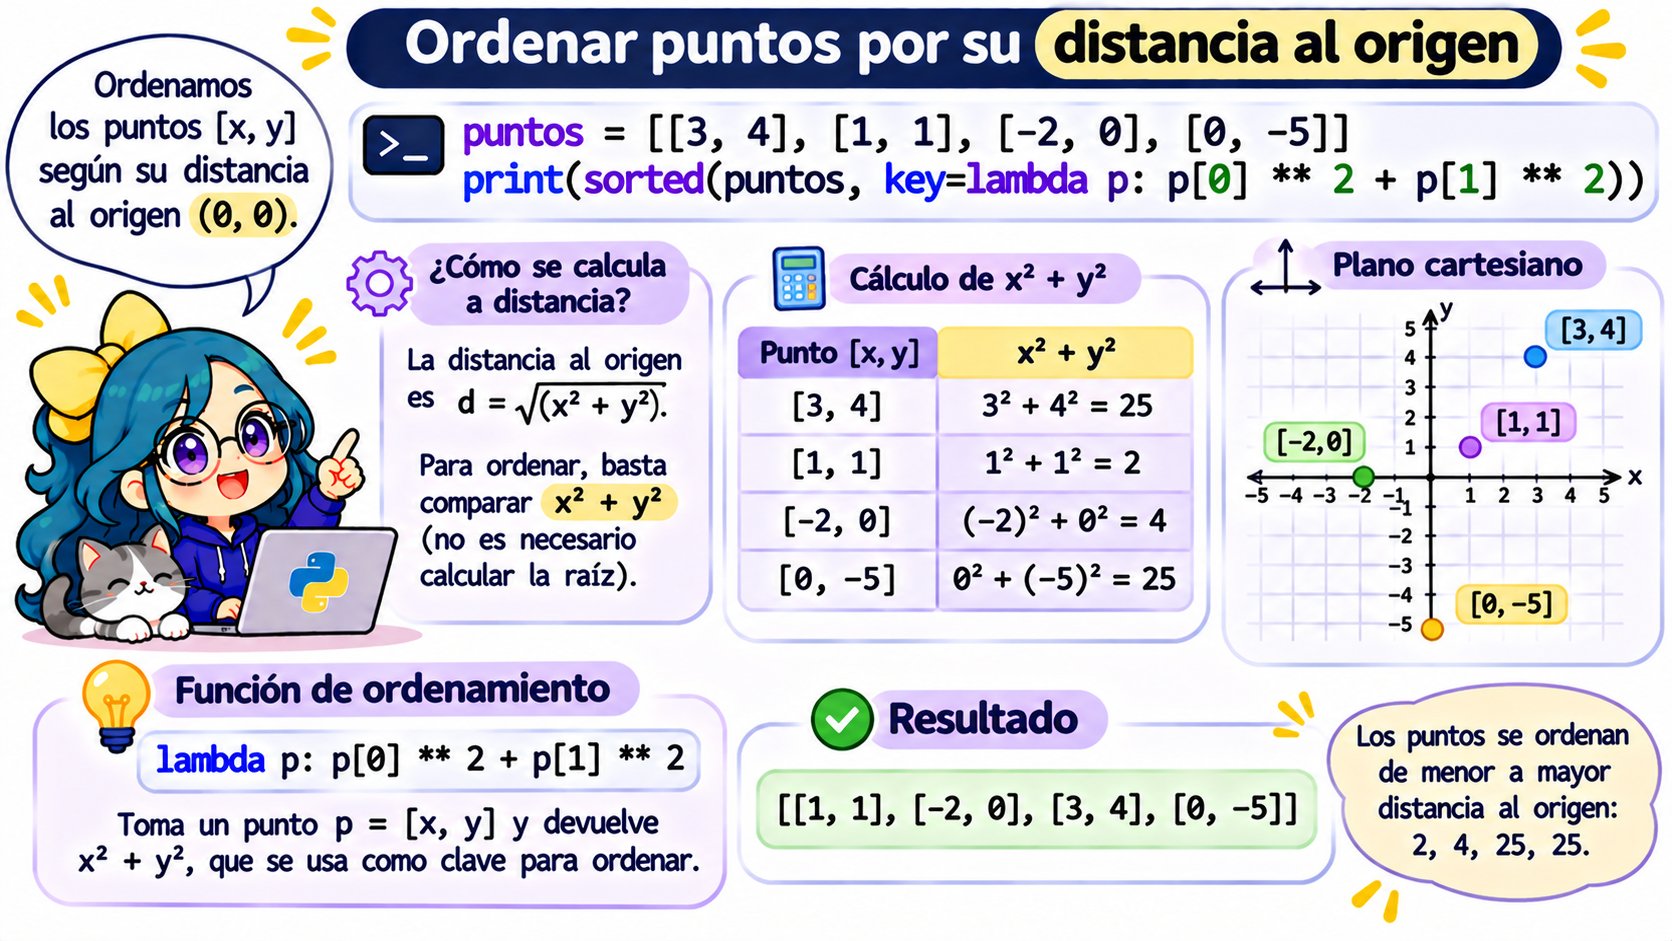 Ordenar puntos por su distancia al origen
Ordenamos
los puntos [x, y]
según su distancia
al origen (0, 0).
>_
puntos = [[3, 4], [1, 1], [−2, 0], [0, −5]]
print(sorted(puntos, key=lambda p: p[0] ** 2 + p[1] ** 2))
¿Cómo se calcula
a distancia?
La distancia al origen
es d = √(x² + y²).
Para ordenar, basta
comparar x² + y²
(no es necesario
calcular la raíz).
Cálculo de x² + y²
Punto [x, y] x² + y²
[3, 4] 3² + 4² = 25
[1, 1] 1² + 1² = 2
[−2, 0] (−2)² + 0² = 4
[0, −5] 0² + (−5)² = 25
Plano cartesiano
y
5
4
3
2
1
[3, 4]
[1, 1]
[−2,0]
x
−5 −4 −3 −2 −1 1 2 3 4 5
−1
−2
−3
−4
−5
[0, −5]
Función de ordenamiento
lambda p: p[0] ** 2 + p[1] ** 2
Toma un punto p = [x, y] y devuelve
x² + y², que se usa como clave para ordenar.
Resultado
[[1, 1], [−2, 0], [3, 4], [0, −5]]
Los puntos se ordenan
de menor a mayor
distancia al origen:
2, 4, 25, 25.